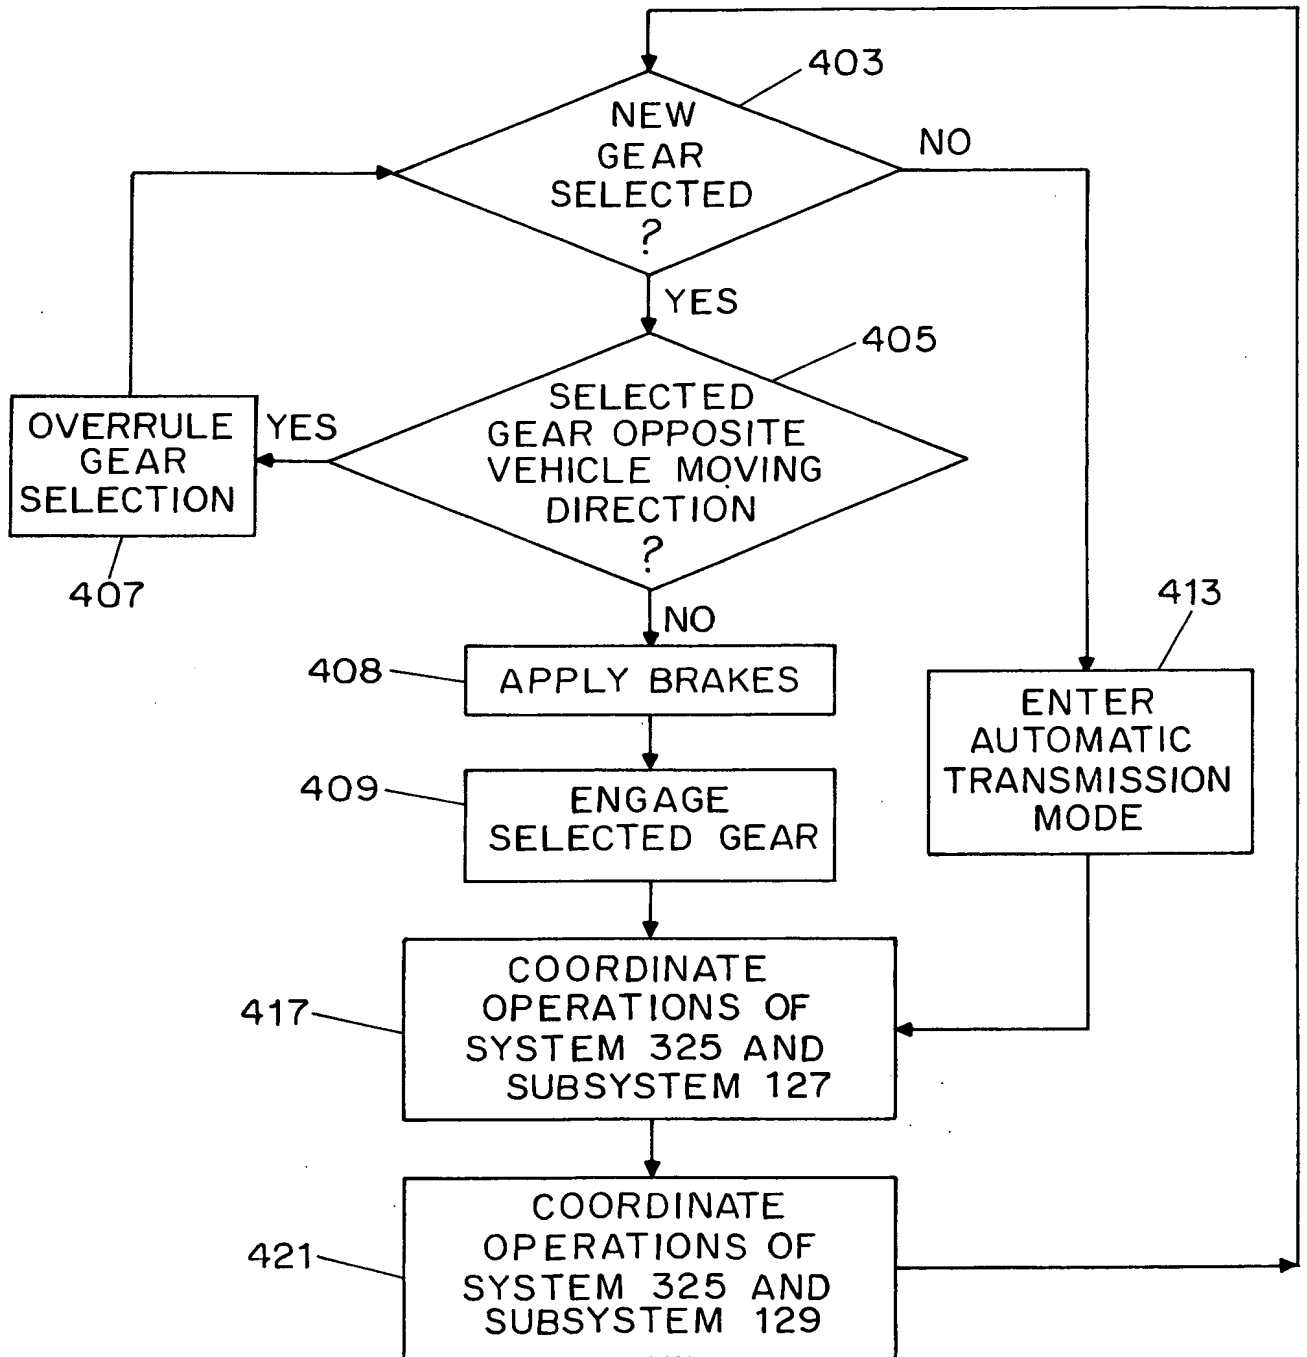 403
NEW
GEAR
SELECTED
?
NO
YES
405
SELECTED
GEAR OPPOSITE
VEHICLE MOVING
DIRECTION
?
YES
OVERRULE
GEAR
SELECTION
407
NO
408
APPLY BRAKES
413
ENTER
AUTOMATIC
TRANSMISSION
MODE
409
ENGAGE
SELECTED GEAR
417
COORDINATE
OPERATIONS OF
SYSTEM 325 AND
SUBSYSTEM 127
421
COORDINATE
OPERATIONS OF
SYSTEM 325 AND
SUBSYSTEM 129